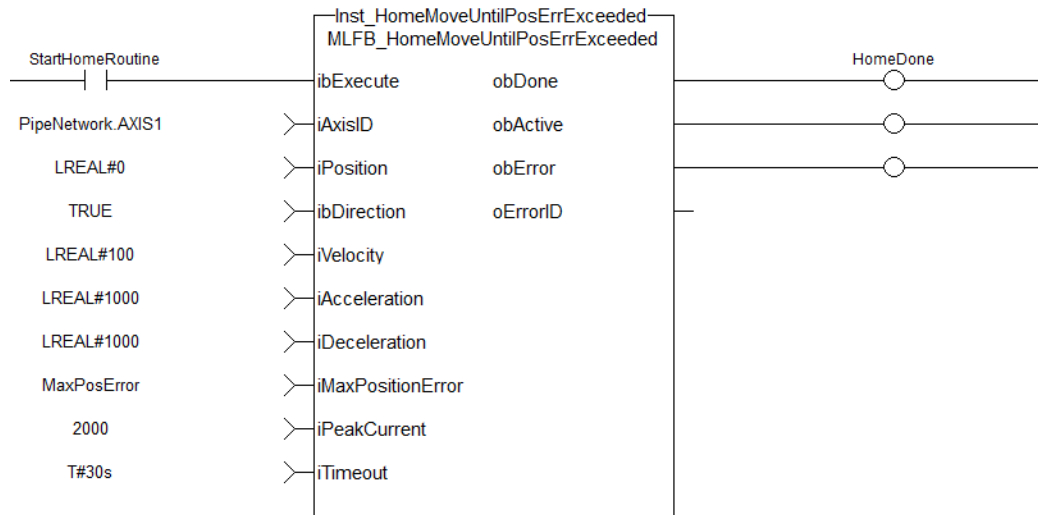 Inst_HomeMoveUntilPosErrExceeded
MLFB_HomeMoveUntilPosErrExceeded
StartHomeRoutine
HomeDone
ibExecute obDone
PipeNetwork.AXIS1 iAxisID obActive
LREAL#0 iPosition obError
TRUE ibDirection oErrorID
LREAL#100 iVelocity
LREAL#1000 iAcceleration
LREAL#1000 iDeceleration
MaxPosError iMaxPositionError
2000 iPeakCurrent
T#30s iTimeout